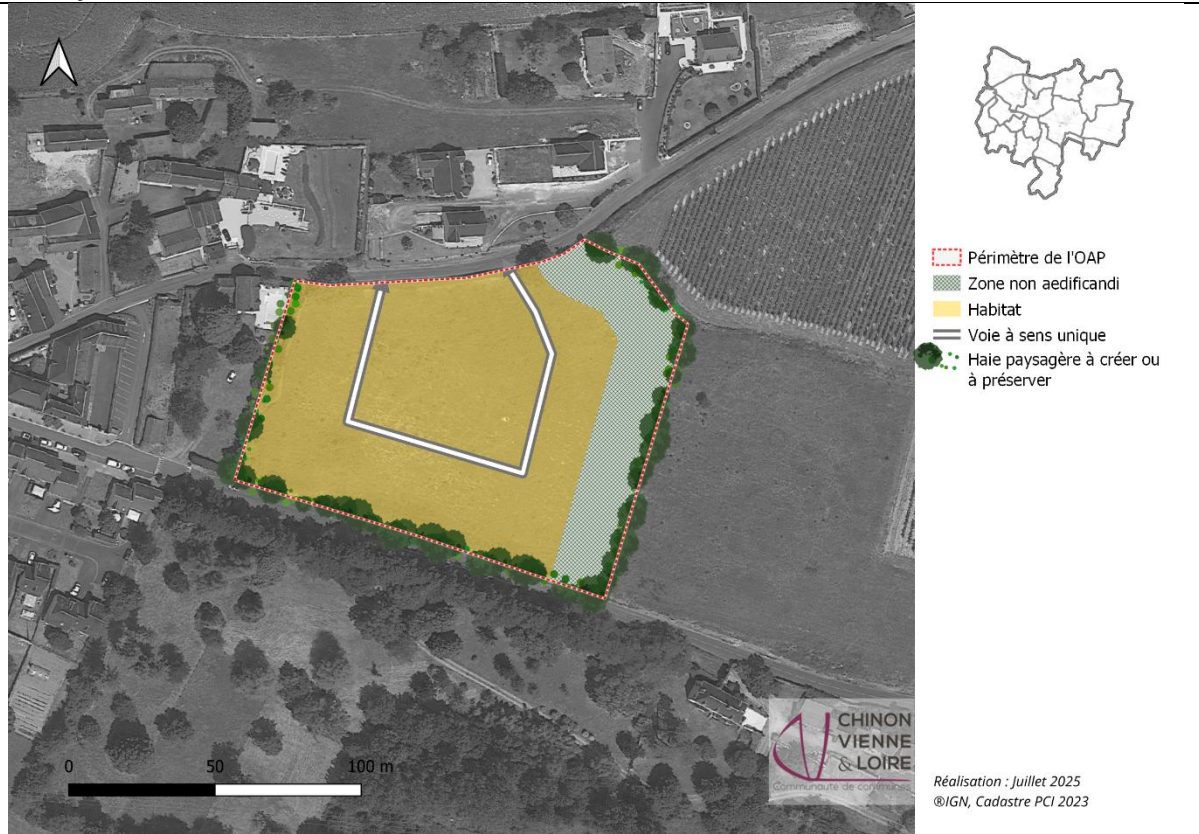 Périmètre de l'OAP
Zone non aedificandi
Habitat
Voie à sens unique
Haie paysagère à créer ou
à préserver
0 50 100 m
CHINON
VIENNE
& LOIRE
Communauté de communes
Réalisation : Juillet 2025
®IGN, Cadastre PCI 2023